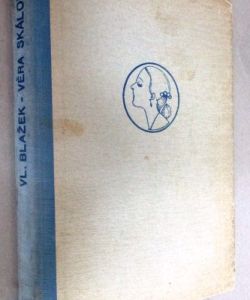 VL. BLAŽEK - VĚRA SKÁLO